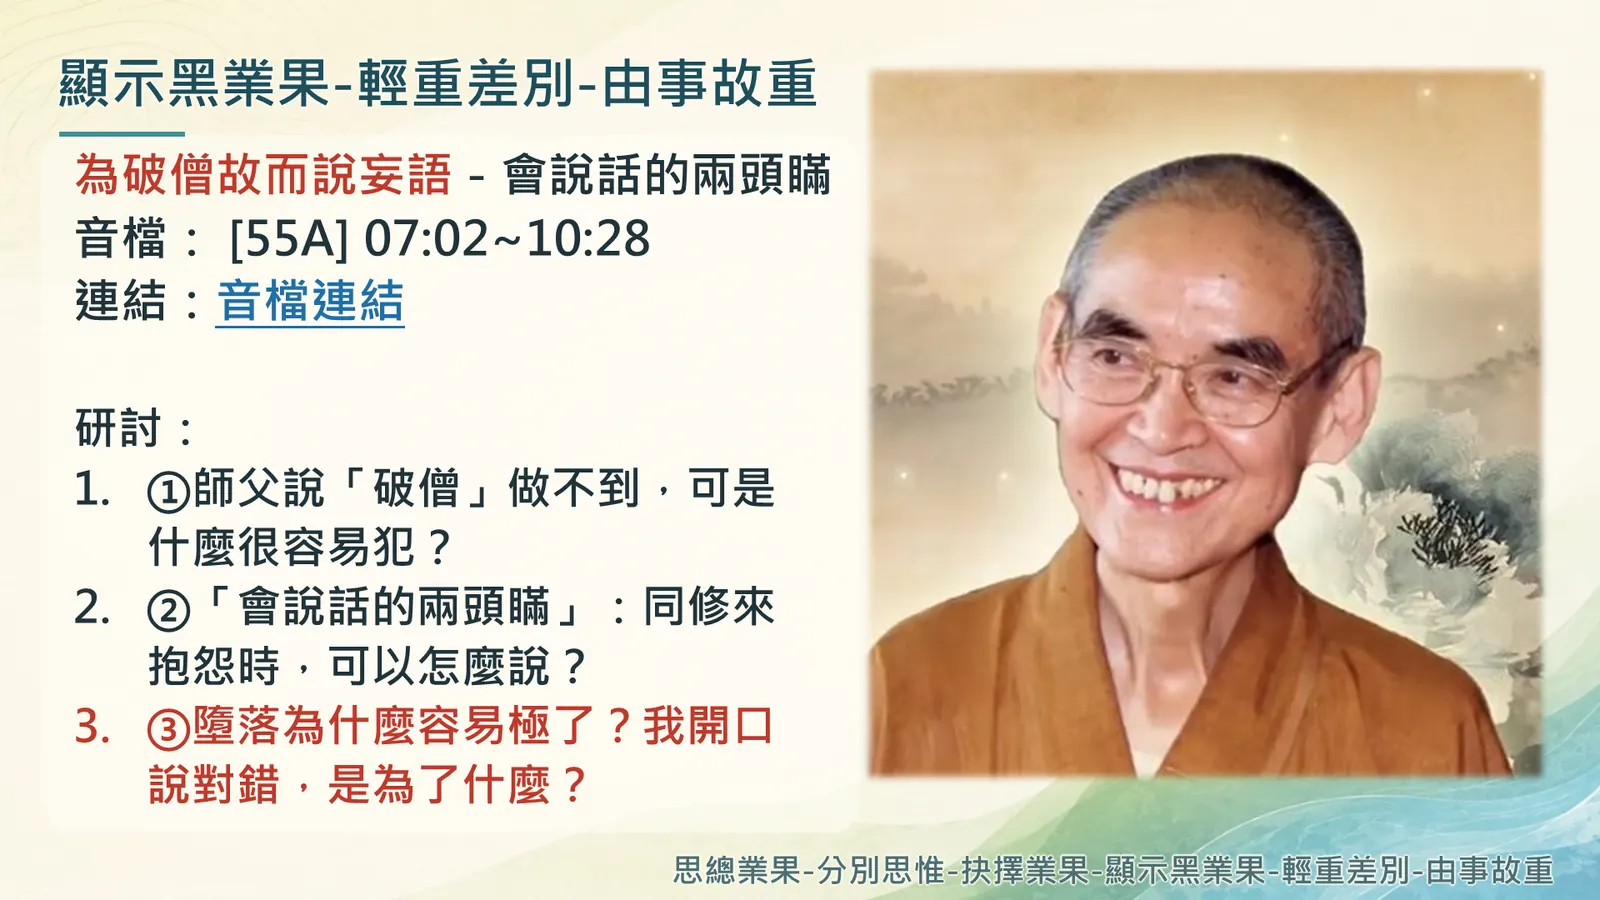 顯示黑業果-輕重差別-由事故重
為破僧故而說妄語 - 會說話的兩頭瞞
音檔： [55A] 07:02~10:28
連結：音檔連結
研討：
1. ①師父說「破僧」做不到，可是
什麼很容易犯？
2. ②「會說話的兩頭瞞」：同修來
抱怨時，可以怎麼說？
3. ③墮落為什麼容易極了？我開口
說對錯，是為了什麼？
思總業果-分別思惟-抉擇業果-顯示黑業果-輕重差別-由事故重